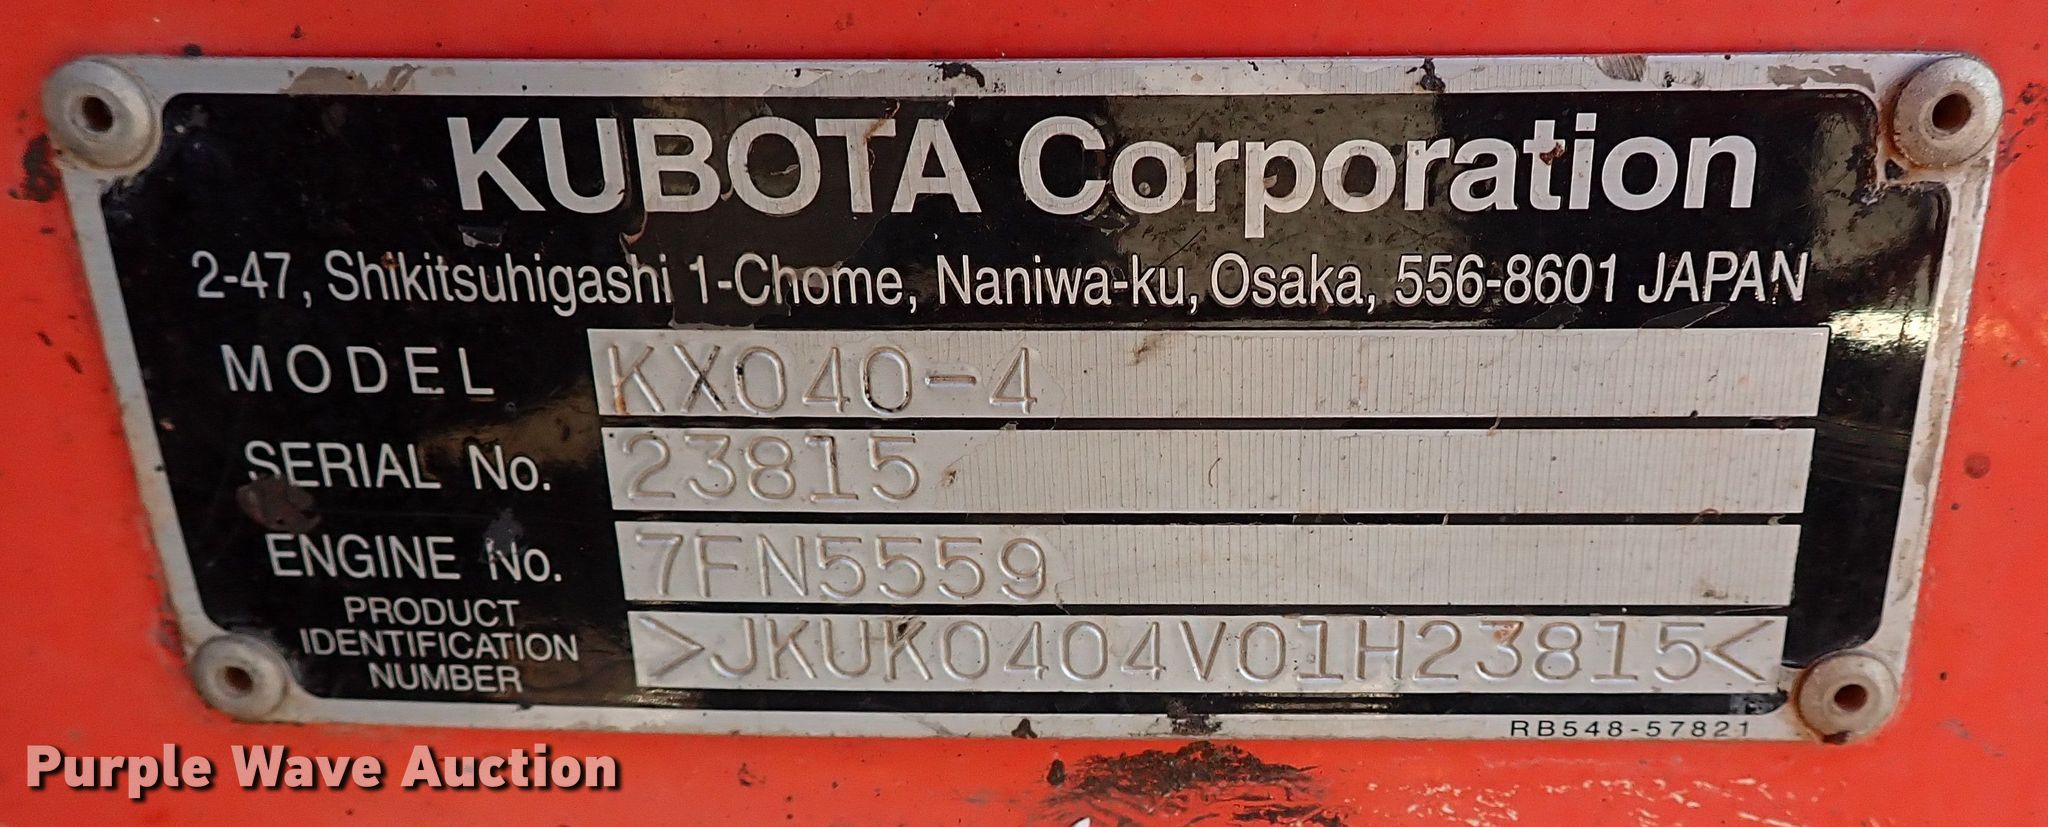 KUBOTA Corporation
2-47, Shikitsuhigashi 1-Chome, Naniwa-ku, Osaka, 556-8601 JAPAN
MODEL KX040-4
SERIAL No. 23815
ENGINE No. 7FN5559
PRODUCT
IDENTIFICATION
NUMBER
>JKUK0404V01H23815<
RB548-57821
Purple Wave Auction